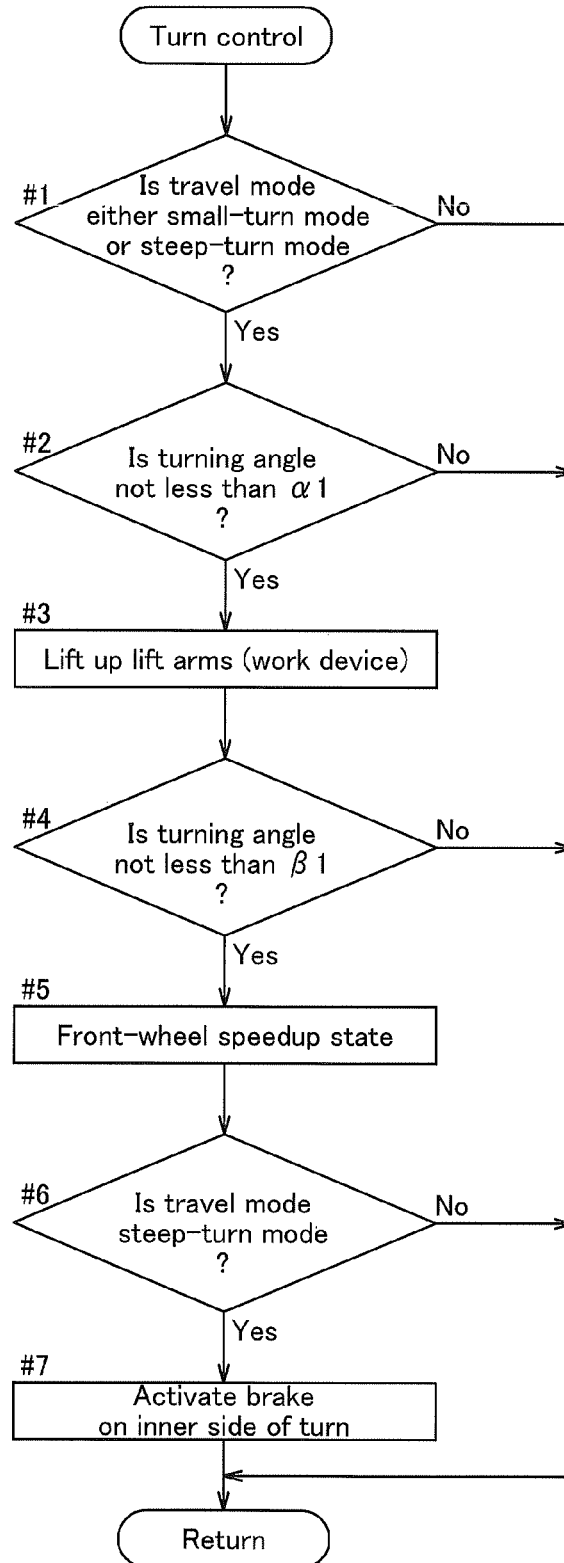 Turn control
#1
Is travel mode
either small-turn mode
or steep-turn mode
?
No
Yes
#2
Is turning angle
not less than α1
?
No
Yes
#3
Lift up lift arms (work device)
#4
Is turning angle
not less than β1
?
No
Yes
#5
Front-wheel speedup state
#6
Is travel mode
steep-turn mode
?
No
Yes
#7
Activate brake
on inner side of turn
Return